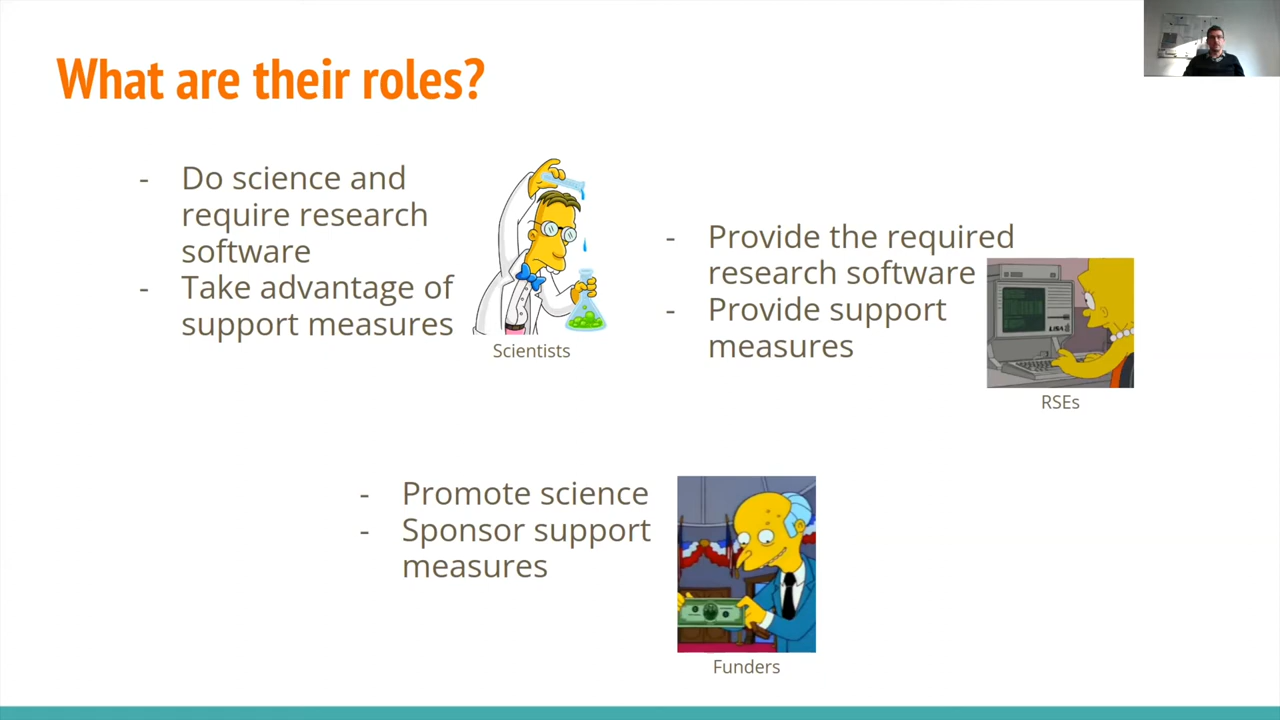 What are their roles?
- Do science and
require research
software
- Take advantage of
support measures
Scientists
- Provide the required
research software
- Provide support
measures
LISA
RSEs
- Promote science
- Sponsor support
measures
Funders